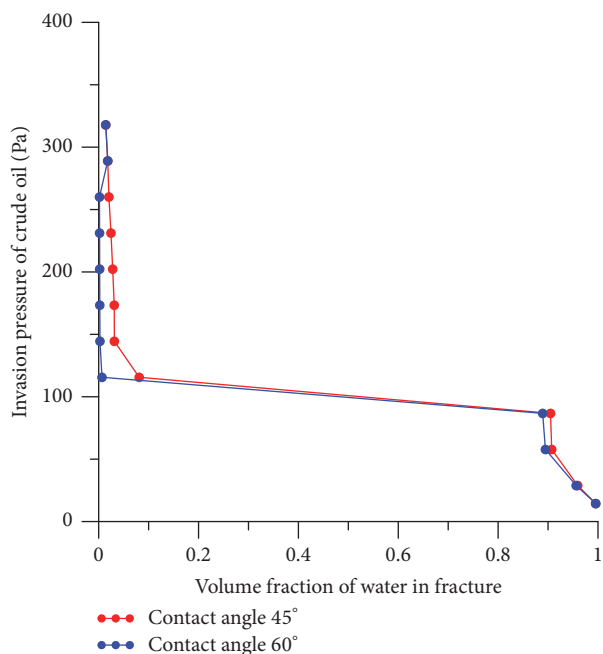 400
300
200
100
0
Invasion pressure of crude oil (Pa)
0
0.2
0.4
0.6
0.8
1
Volume fraction of water in fracture
Contact angle 45°
Contact angle 60°